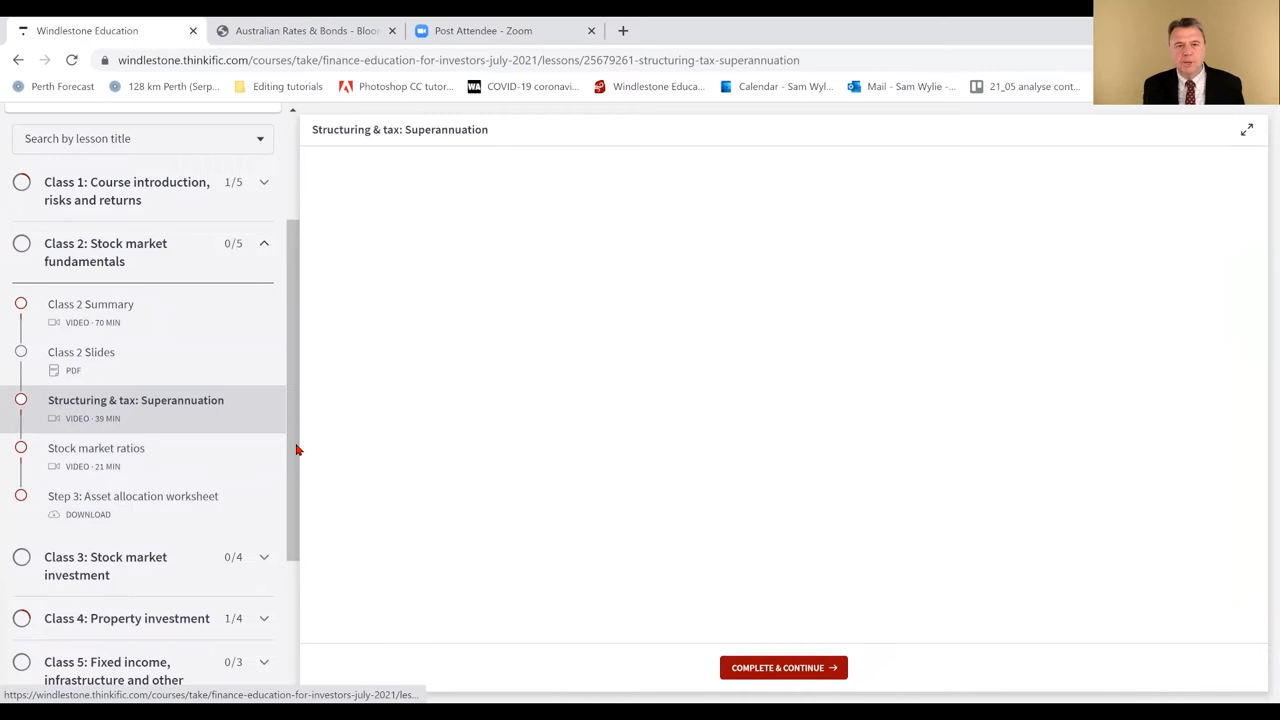 Windlestone Education
Australian Rates & Bonds - Bloon
Post Attendee - Zoom
windlestone.thinkific.com/courses/take/finance-education-for-investors-july-2021/lessons/25679261-structuring-tax-superannuation
Perth Forecast
128 km Perth (Serp...
Editing tutorials
Photoshop CC tutor...
WA COVID-19 coronavi...
Windlestone Educa...
Calendar - Sam Wyl...
Mail - Sam Wylie -...
21_05 analyse cont...
Search by lesson title
Structuring & tax: Superannuation
Class 1: Course introduction, 1/5
risks and returns
Class 2: Stock market 0/5
fundamentals
Class 2 Summary
VIDEO · 70 MIN
Class 2 Slides
PDF
Structuring & tax: Superannuation
VIDEO · 39 MIN
Stock market ratios
VIDEO · 21 MIN
Step 3: Asset allocation worksheet
DOWNLOAD
Class 3: Stock market 0/4
investment
Class 4: Property investment 1/4
Class 5: Fixed income, 0/3
infrastructure and other
COMPLETE & CONTINUE →
https://windlestone.thinkific.com/courses/take/finance-education-for-investors-july-2021/les...